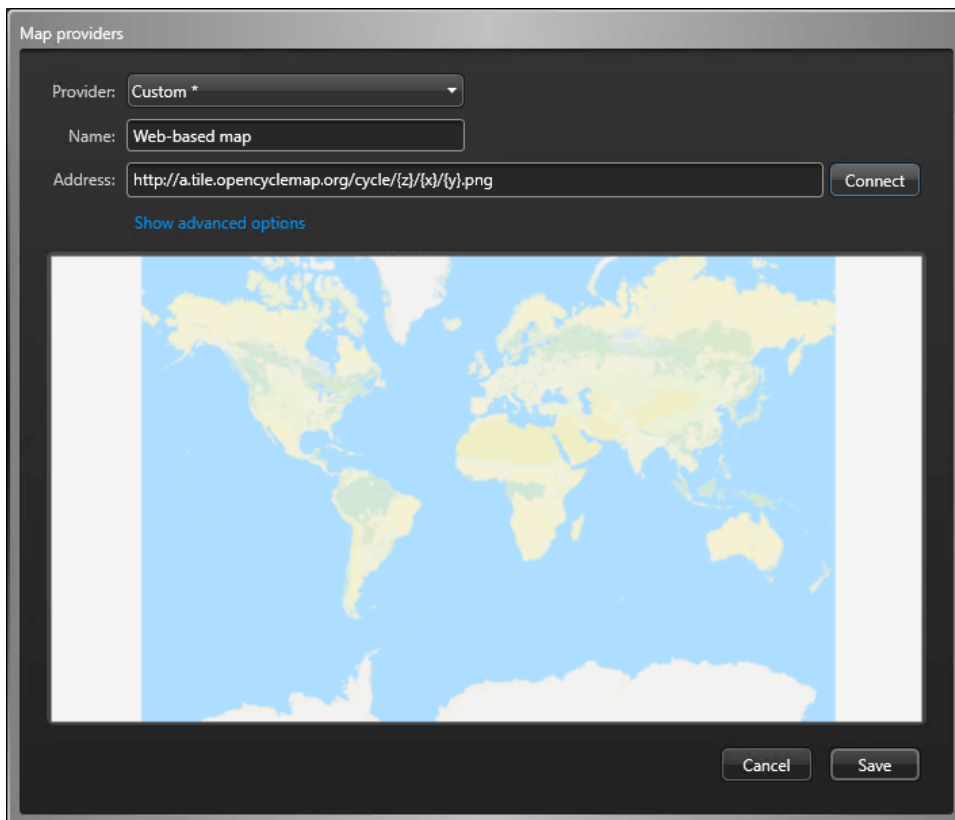 Map providers
Provider: Custom *
Name: Web-based map
Address: http://a.tile.opencyclemap.org/cycle/{z}/{x}/{y}.png Connect
Show advanced options
Cancel Save